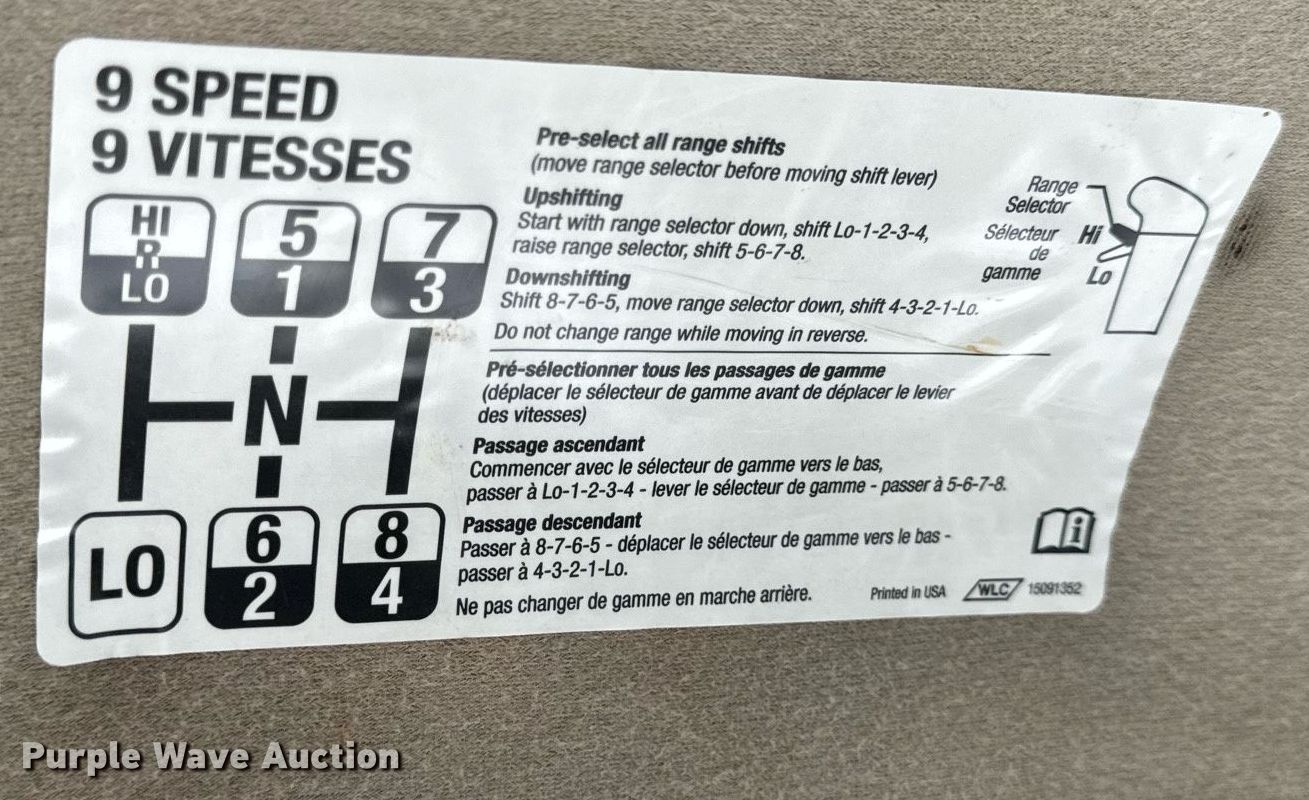 9 SPEED
9 VITESSES
HI
R
LO
5
1
7
3
N
LO
6
2
8
4
Pre-select all range shifts
(move range selector before moving shift lever)
Upshifting
Start with range selector down, shift Lo-1-2-3-4,
raise range selector, shift 5-6-7-8.
Downshifting
Shift 8-7-6-5, move range selector down, shift 4-3-2-1-Lo.
Do not change range while moving in reverse.
Range
Selector
Sélecteur
de
gamme
Hi
Lo
Pré-sélectionner tous les passages de gamme
(déplacer le sélecteur de gamme avant de déplacer le levier
des vitesses)
Passage ascendant
Commencer avec le sélecteur de gamme vers le bas,
passer à Lo-1-2-3-4 - lever le sélecteur de gamme - passer à 5-6-7-8.
Passage descendant
Passer à 8-7-6-5 - déplacer le sélecteur de gamme vers le bas -
passer à 4-3-2-1-Lo.
Ne pas changer de gamme en marche arrière.
i
Printed in USA WLC 15091352
Purple Wave Auction